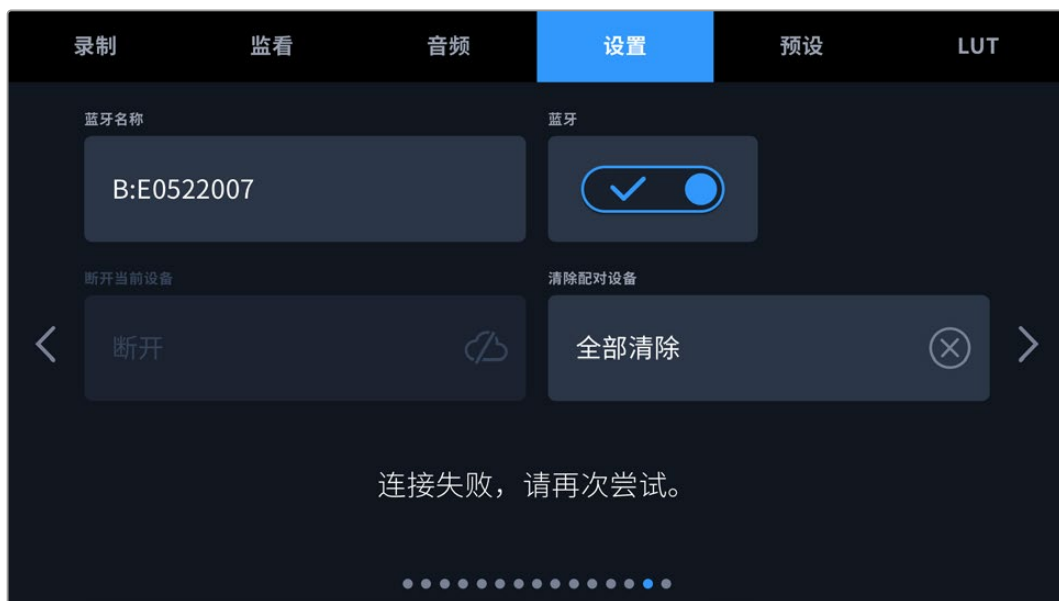 录制 监看 音频 设置 预设 LUT
蓝牙名称 蓝牙
B:E0522007
断开当前设备 清除配对设备
断开 全部清除
连接失败，请再次尝试。